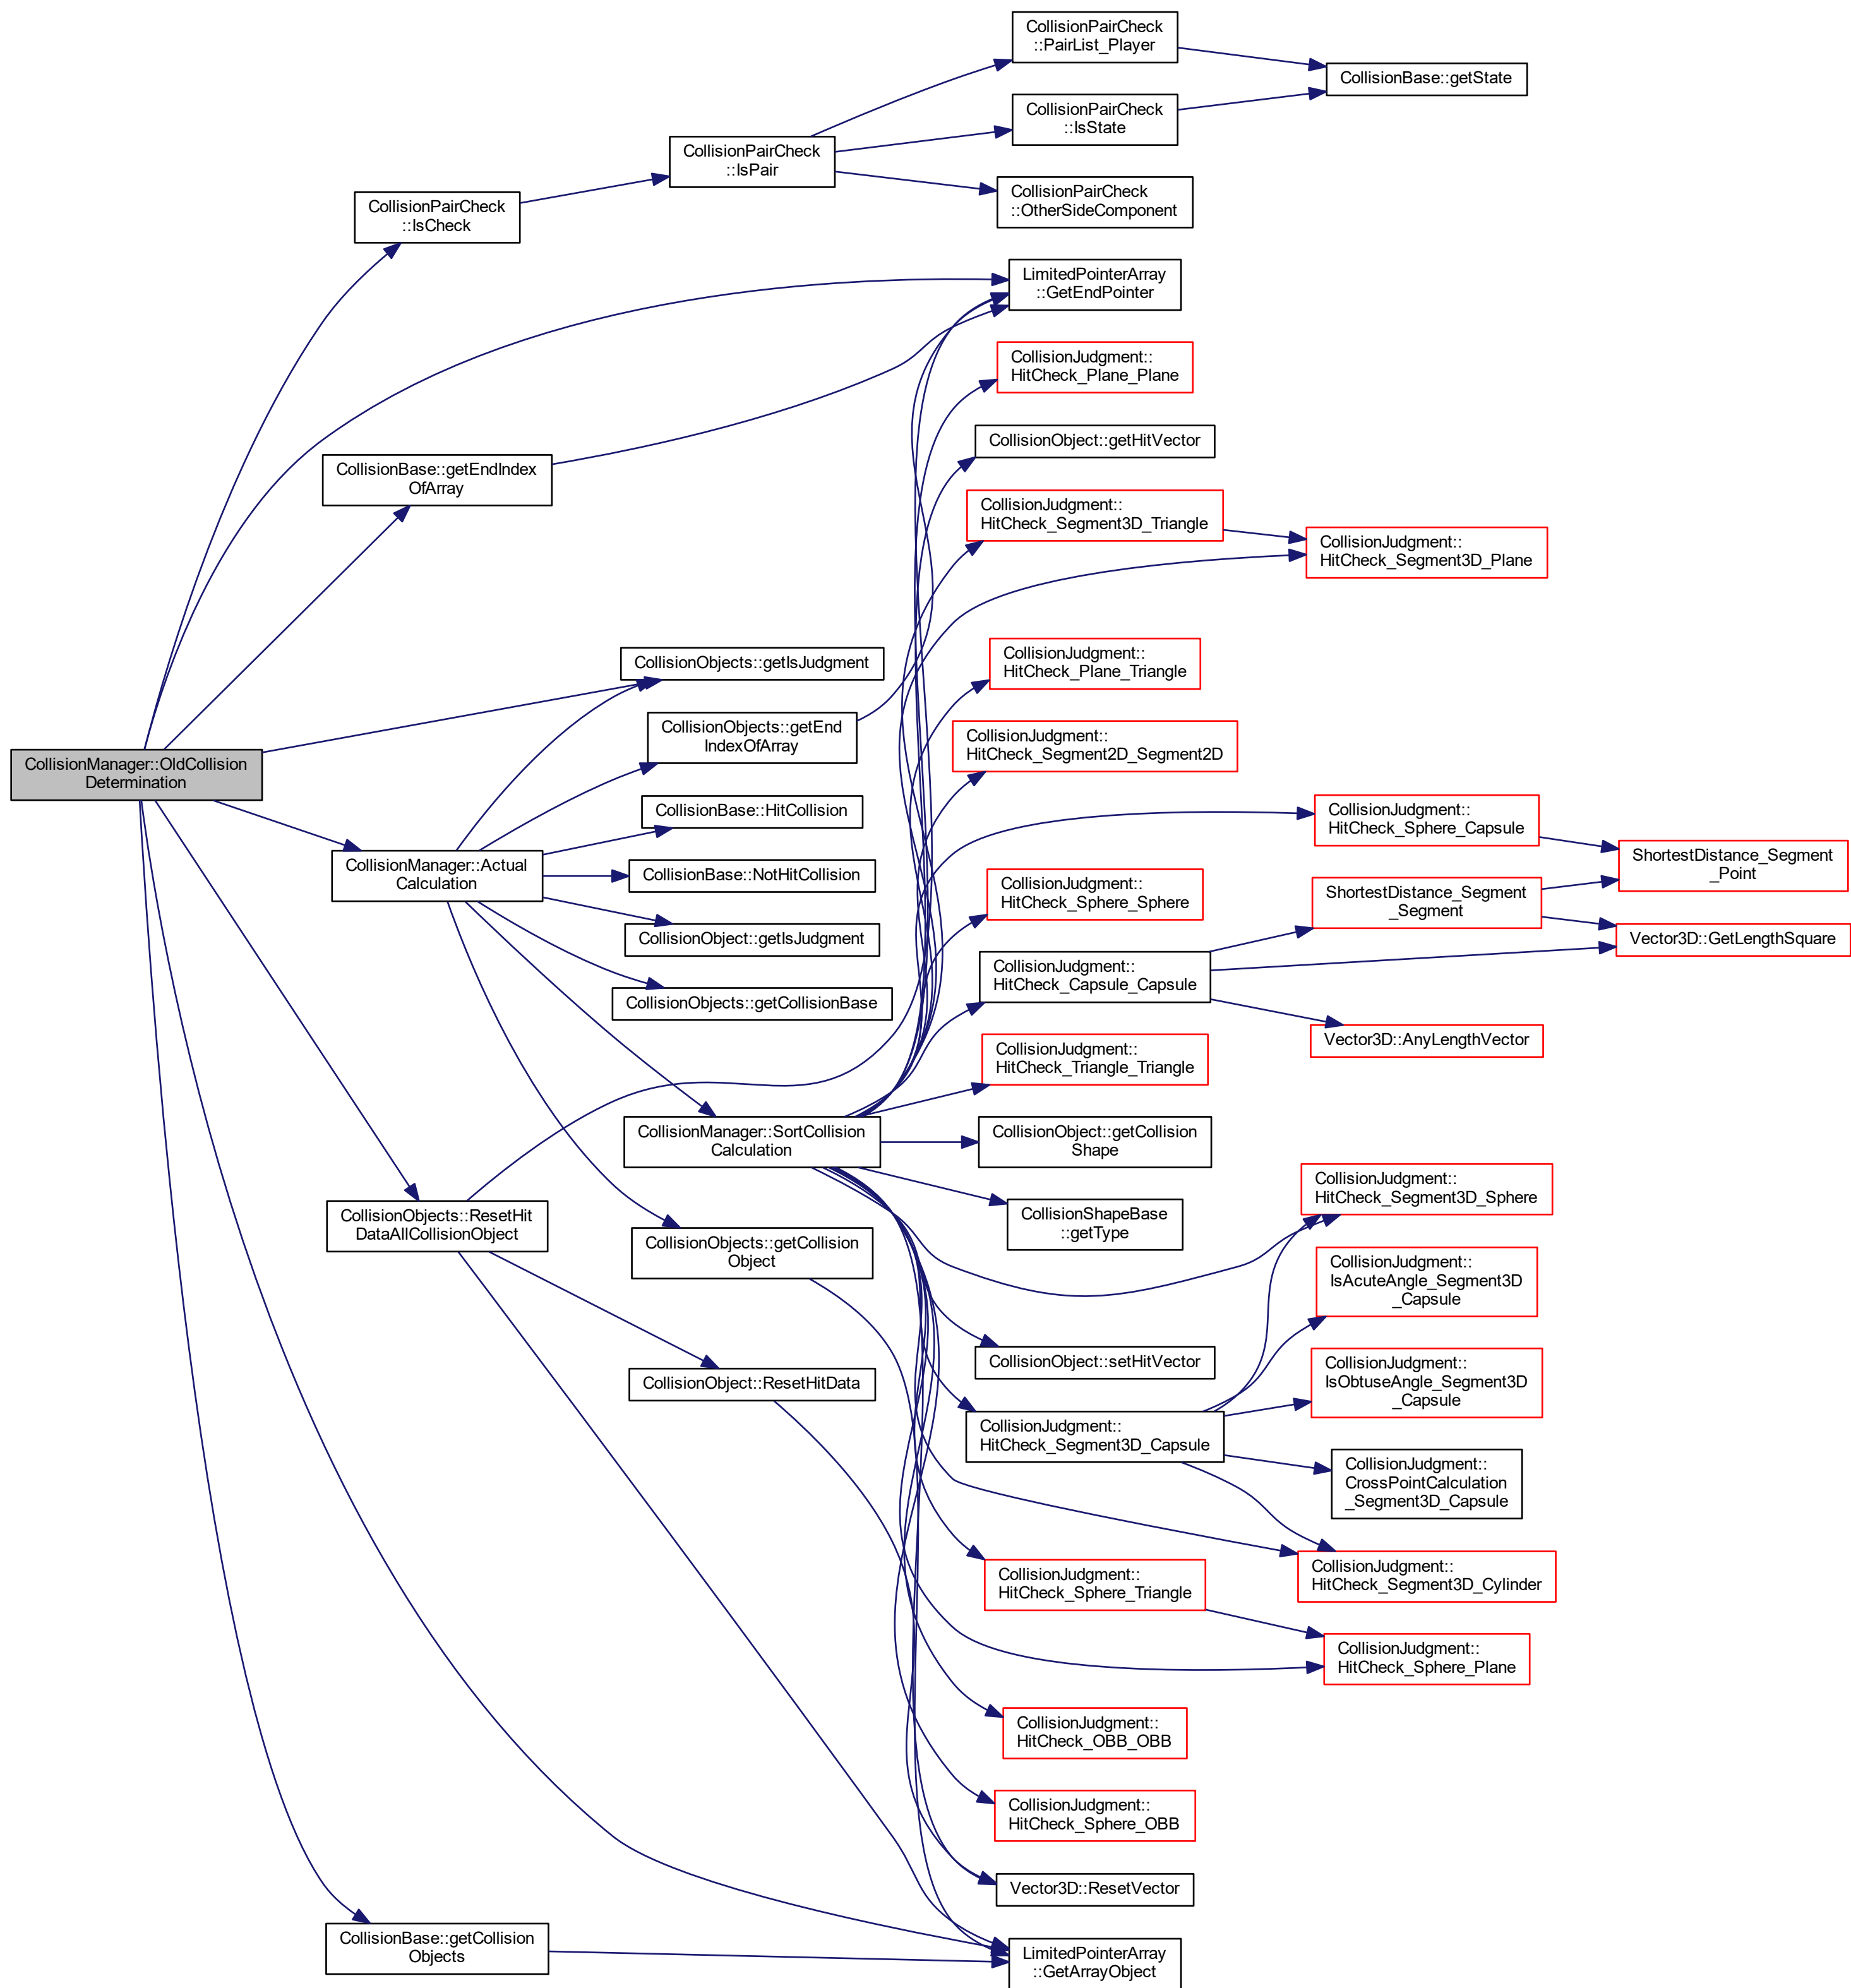 CollisionPairCheck
::PairList_Player
CollisionBase::getState
CollisionPairCheck
::IsState
CollisionPairCheck
::IsPair
CollisionPairCheck
::OtherSideComponent
CollisionPairCheck
::IsCheck
LimitedPointerArray
::GetEndPointer
CollisionJudgment::
HitCheck_Plane_Plane
CollisionObject::getHitVector
CollisionBase::getEndIndex
OfArray
CollisionJudgment::
HitCheck_Segment3D_Triangle
CollisionJudgment::
HitCheck_Segment3D_Plane
CollisionObjects::getIsJudgment
CollisionJudgment::
HitCheck_Plane_Triangle
CollisionObjects::getEnd
IndexOfArray
CollisionJudgment::
HitCheck_Segment2D_Segment2D
CollisionManager::OldCollision
Determination
CollisionBase::HitCollision
CollisionJudgment::
HitCheck_Sphere_Capsule
ShortestDistance_Segment
_Point
CollisionManager::Actual
Calculation
CollisionBase::NotHitCollision
CollisionJudgment::
HitCheck_Sphere_Sphere
ShortestDistance_Segment
_Segment
Vector3D::GetLengthSquare
CollisionObject::getIsJudgment
CollisionJudgment::
HitCheck_Capsule_Capsule
CollisionObjects::getCollisionBase
Vector3D::AnyLengthVector
CollisionJudgment::
HitCheck_Triangle_Triangle
CollisionManager::SortCollision
Calculation
CollisionObject::getCollision
Shape
CollisionJudgment::
HitCheck_Segment3D_Sphere
CollisionShapeBase
::getType
CollisionObjects::ResetHit
DataAllCollisionObject
CollisionObjects::getCollision
Object
CollisionJudgment::
IsAcuteAngle_Segment3D
_Capsule
CollisionObject::setHitVector
CollisionObject::ResetHitData
CollisionJudgment::
IsObtuseAngle_Segment3D
_Capsule
CollisionJudgment::
HitCheck_Segment3D_Capsule
CollisionJudgment::
CrossPointCalculation
_Segment3D_Capsule
CollisionJudgment::
HitCheck_Segment3D_Cylinder
CollisionJudgment::
HitCheck_Sphere_Triangle
CollisionJudgment::
HitCheck_Sphere_Plane
CollisionJudgment::
HitCheck_OBB_OBB
CollisionJudgment::
HitCheck_Sphere_OBB
Vector3D::ResetVector
CollisionBase::getCollision
Objects
LimitedPointerArray
::GetArrayObject